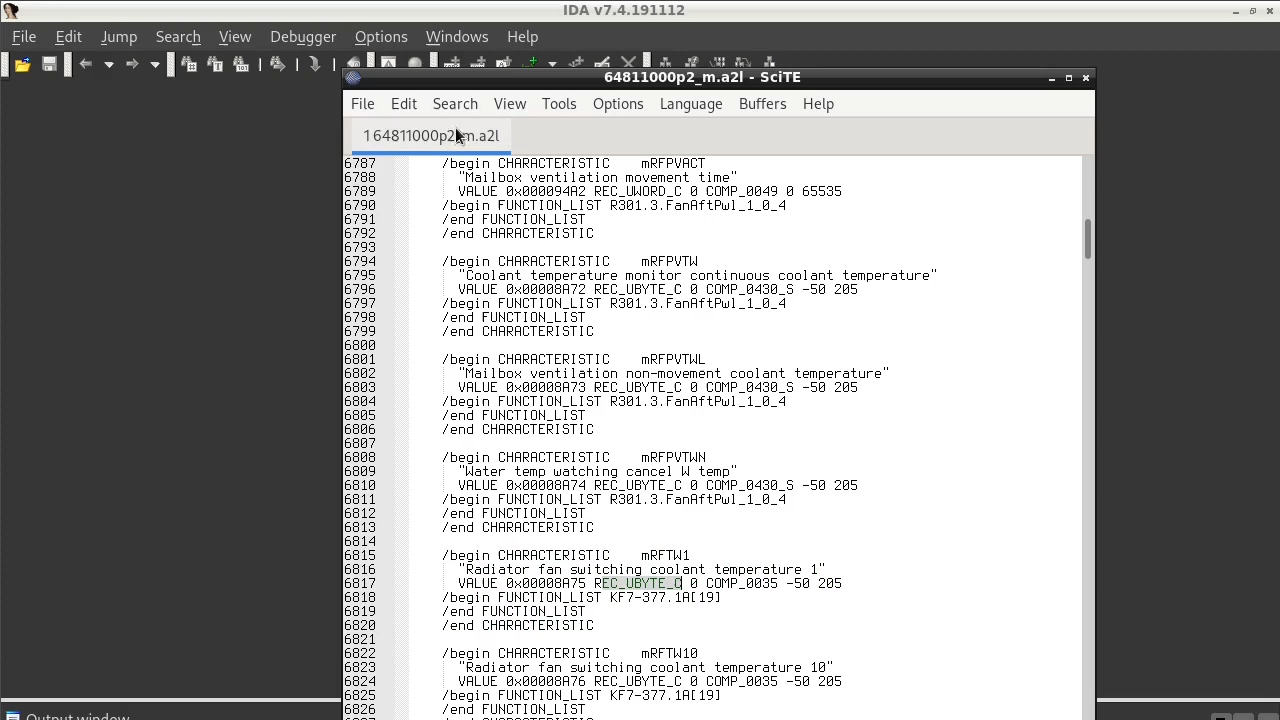 IDA v7.4.191112
File Edit Jump Search View Debugger Options Windows Help
64811000p2_m.a2l - SciTE
File Edit Search View Tools Options Language Buffers Help
1 64811000p2_m.a2l
6787 /begin CHARACTERISTIC mRFPVACT
6788 "Mailbox ventilation movement time"
6789 VALUE 0x000094A2 REC_UWORD_C 0 COMP_0049 0 65535
6790 /begin FUNCTION_LIST R301.3.FanAftPwl_1_0_4
6791 /end FUNCTION_LIST
6792 /end CHARACTERISTIC
6793
6794 /begin CHARACTERISTIC mRFPVTW
6795 "Coolant temperature monitor continuous coolant temperature"
6796 VALUE 0x00008A72 REC_UBYTE_C 0 COMP_0430_S -50 205
6797 /begin FUNCTION_LIST R301.3.FanAftPwl_1_0_4
6798 /end FUNCTION_LIST
6799 /end CHARACTERISTIC
6800
6801 /begin CHARACTERISTIC mRFPVTWL
6802 "Mailbox ventilation non-movement coolant temperature"
6803 VALUE 0x00008A73 REC_UBYTE_C 0 COMP_0430_S -50 205
6804 /begin FUNCTION_LIST R301.3.FanAftPwl_1_0_4
6805 /end FUNCTION_LIST
6806 /end CHARACTERISTIC
6807
6808 /begin CHARACTERISTIC mRFPVTWN
6809 "Water temp watching cancel W temp"
6810 VALUE 0x00008A74 REC_UBYTE_C 0 COMP_0430_S -50 205
6811 /begin FUNCTION_LIST R301.3.FanAftPwl_1_0_4
6812 /end FUNCTION_LIST
6813 /end CHARACTERISTIC
6814
6815 /begin CHARACTERISTIC mRFTW1
6816 "Radiator fan switching coolant temperature 1"
6817 VALUE 0x00008A75 REC_UBYTE_C 0 COMP_0035 -50 205
6818 /begin FUNCTION_LIST KF7-377.1A[19]
6819 /end FUNCTION_LIST
6820 /end CHARACTERISTIC
6821
6822 /begin CHARACTERISTIC mRFTW10
6823 "Radiator fan switching coolant temperature 10"
6824 VALUE 0x00008A76 REC_UBYTE_C 0 COMP_0035 -50 205
6825 /begin FUNCTION_LIST KF7-377.1A[19]
6826 /end FUNCTION_LIST
Output window